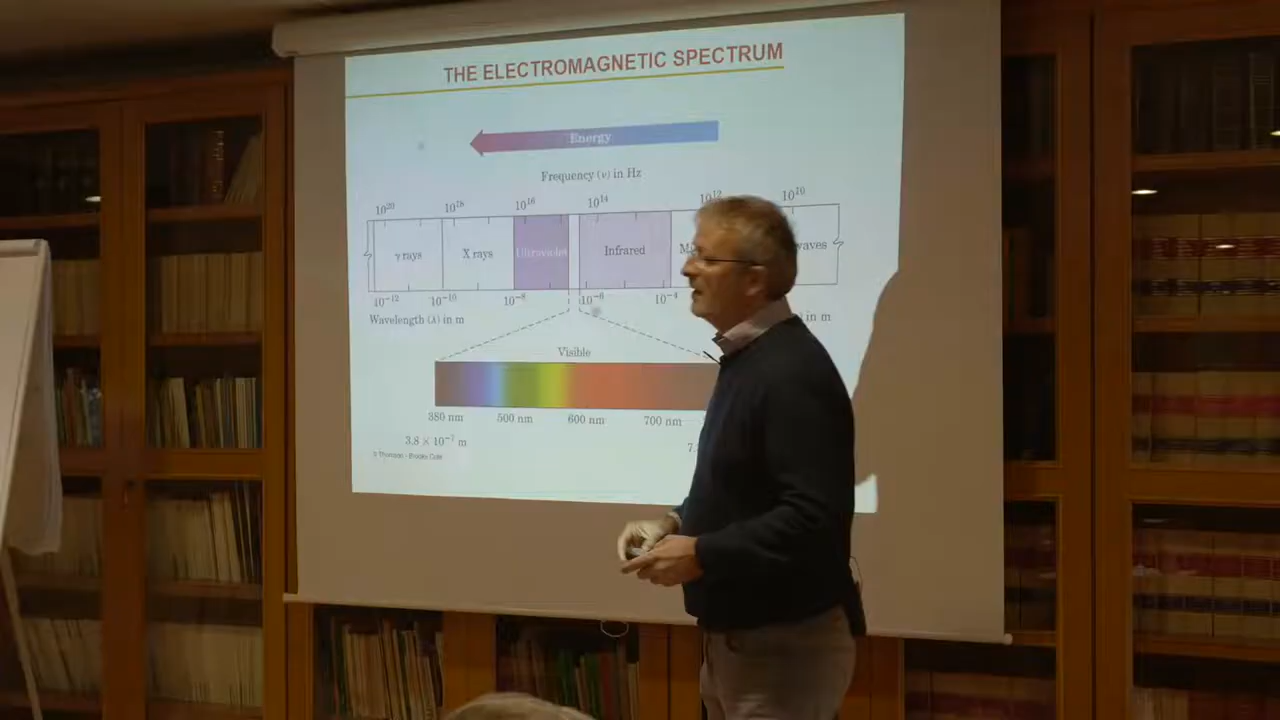 THE ELECTROMAGNETIC SPECTRUM
Energy
Frequency (ν) in Hz
10²⁰ 10¹⁸ 10¹⁶ 10¹⁴ 10¹² 10¹⁰
γ rays X rays Ultraviolet Infrared
10⁻¹² 10⁻¹⁰ 10⁻⁸ 10⁻⁶ 10⁻⁴
Wavelength (λ) in m in m
Visible
380 nm 500 nm 600 nm 700 nm
3.8 × 10⁻⁷ m